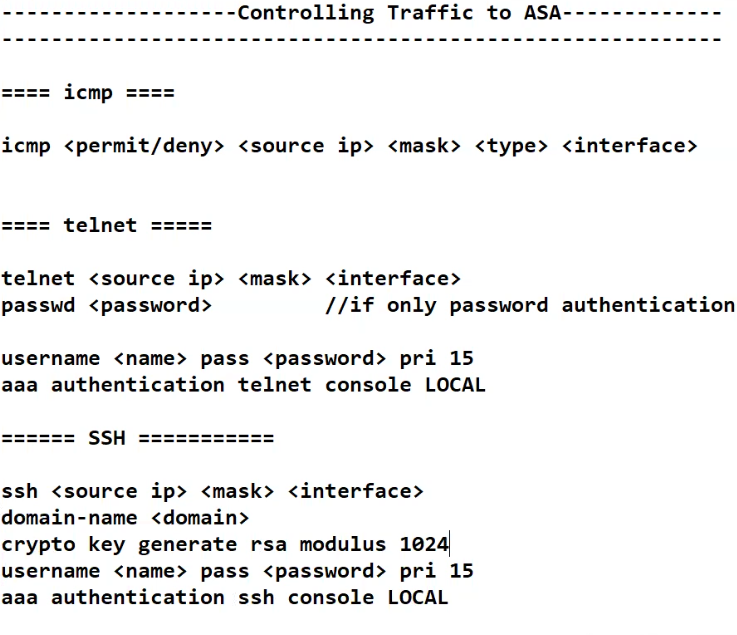 -------------------Controlling Traffic to ASA-------------
----------------------------------------------------------
==== icmp ====
icmp <permit/deny> <source ip> <mask> <type> <interface>
==== telnet =====
telnet <source ip> <mask> <interface>
passwd <password>         //if only password authentication
username <name> pass <password> pri 15
aaa authentication telnet console LOCAL
====== SSH ===========
ssh <source ip> <mask> <interface>
domain-name <domain>
crypto key generate rsa modulus 1024
username <name> pass <password> pri 15
aaa authentication ssh console LOCAL